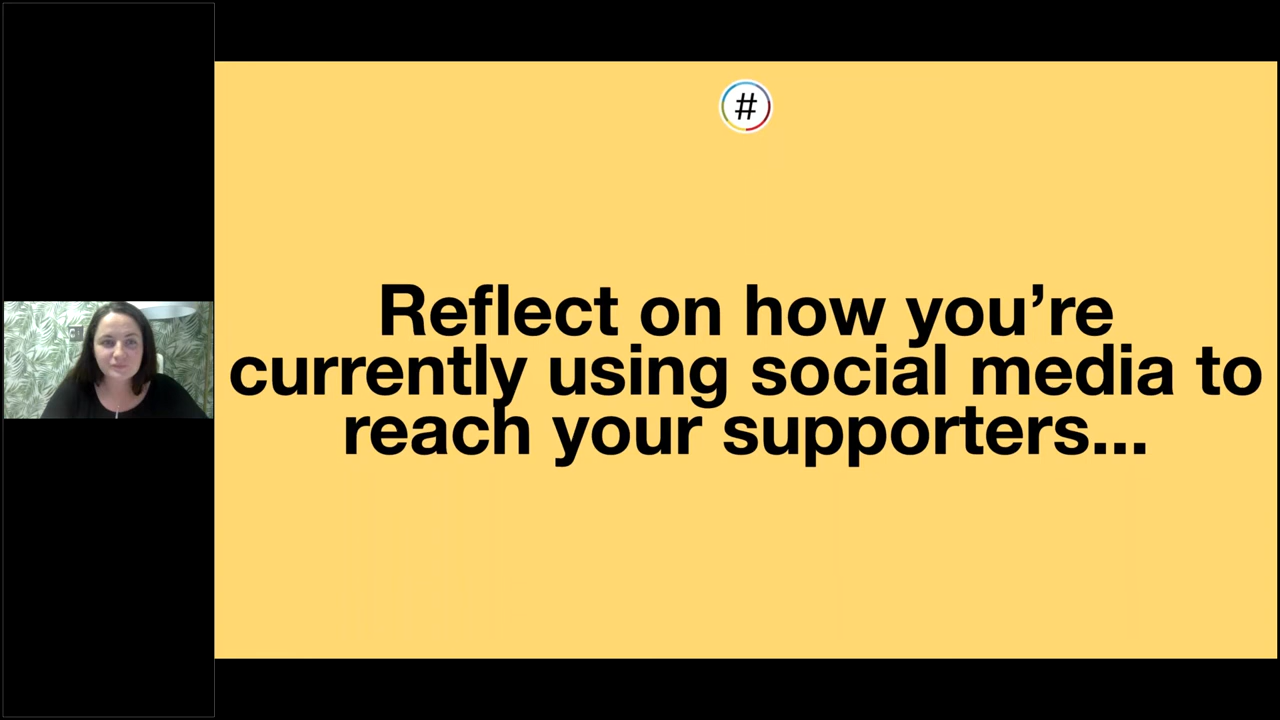 #
Reflect on how you’re
currently using social media to
reach your supporters...